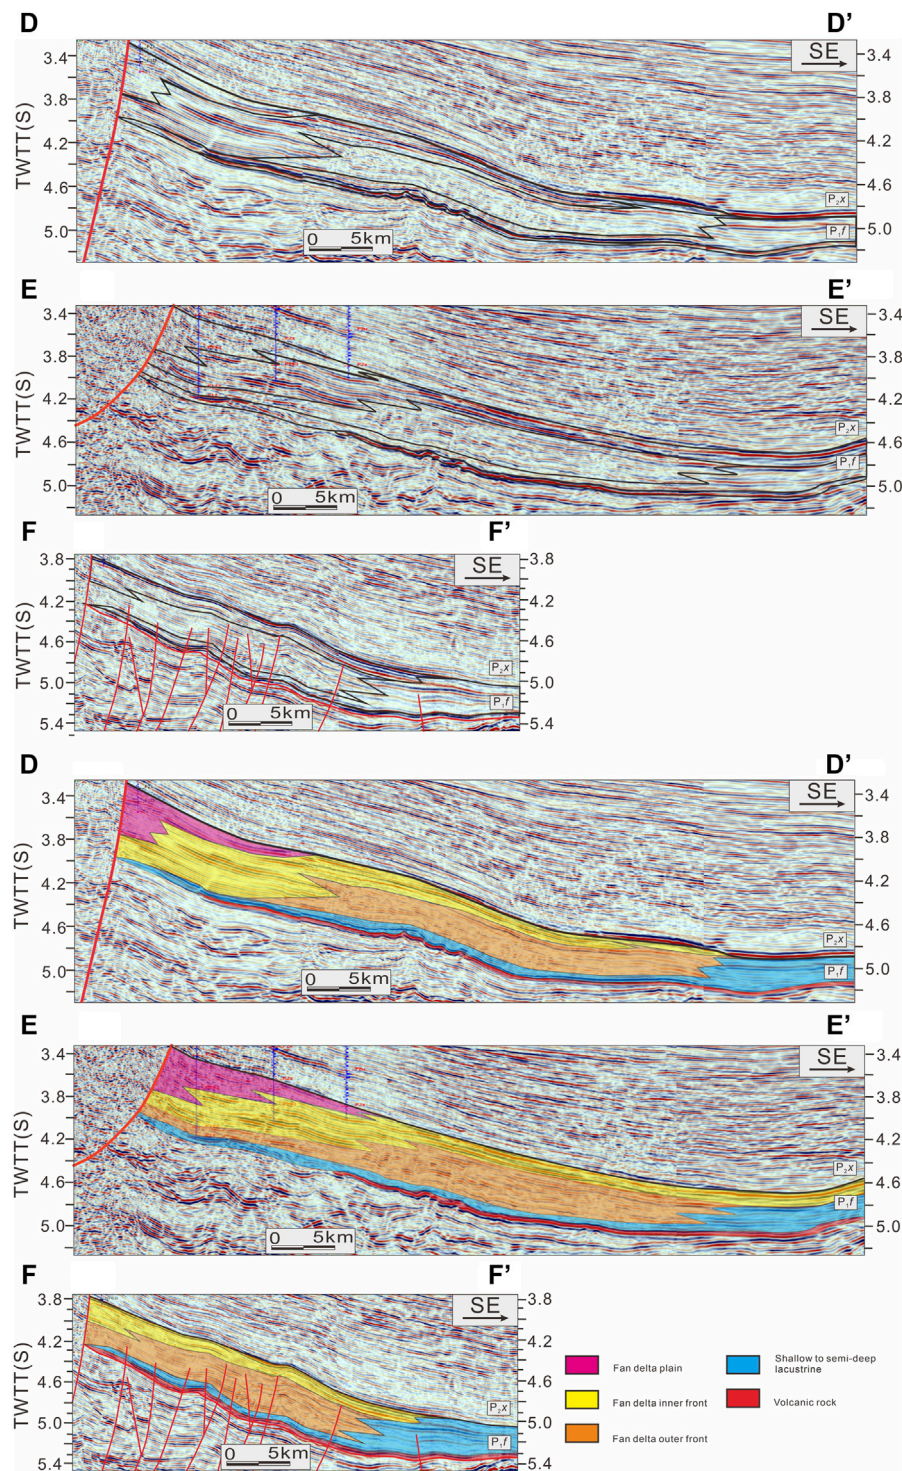 D D’
SE
3.4 3.4
3.8 3.8
4.2 4.2
4.6 4.6
5.0 5.0
TWTT(S)
P₂x
P₁f
0 5km
E E’
SE
3.4 3.4
3.8 3.8
4.2 4.2
4.6 4.6
5.0 5.0
TWTT(S)
P₂x
P₁f
0 5km
F F’
SE
3.8 3.8
4.2 4.2
4.6 4.6
5.0 5.0
5.4 5.4
TWTT(S)
P₂x
P₁f
0 5km
D D’
SE
3.4 3.4
3.8 3.8
4.2 4.2
4.6 4.6
5.0 5.0
TWTT(S)
P₂x
P₁f
0 5km
E E’
SE
3.4 3.4
3.8 3.8
4.2 4.2
4.6 4.6
5.0 5.0
TWTT(S)
P₂x
P₁f
0 5km
F F’
SE
3.8 3.8
4.2 4.2
4.6 4.6
5.0 5.0
5.4 5.4
TWTT(S)
P₂x
P₁f
0 5km
Fan delta plain
Fan delta inner front
Fan delta outer front
Shallow to semi-deep
lacustrine
Volcanic rock